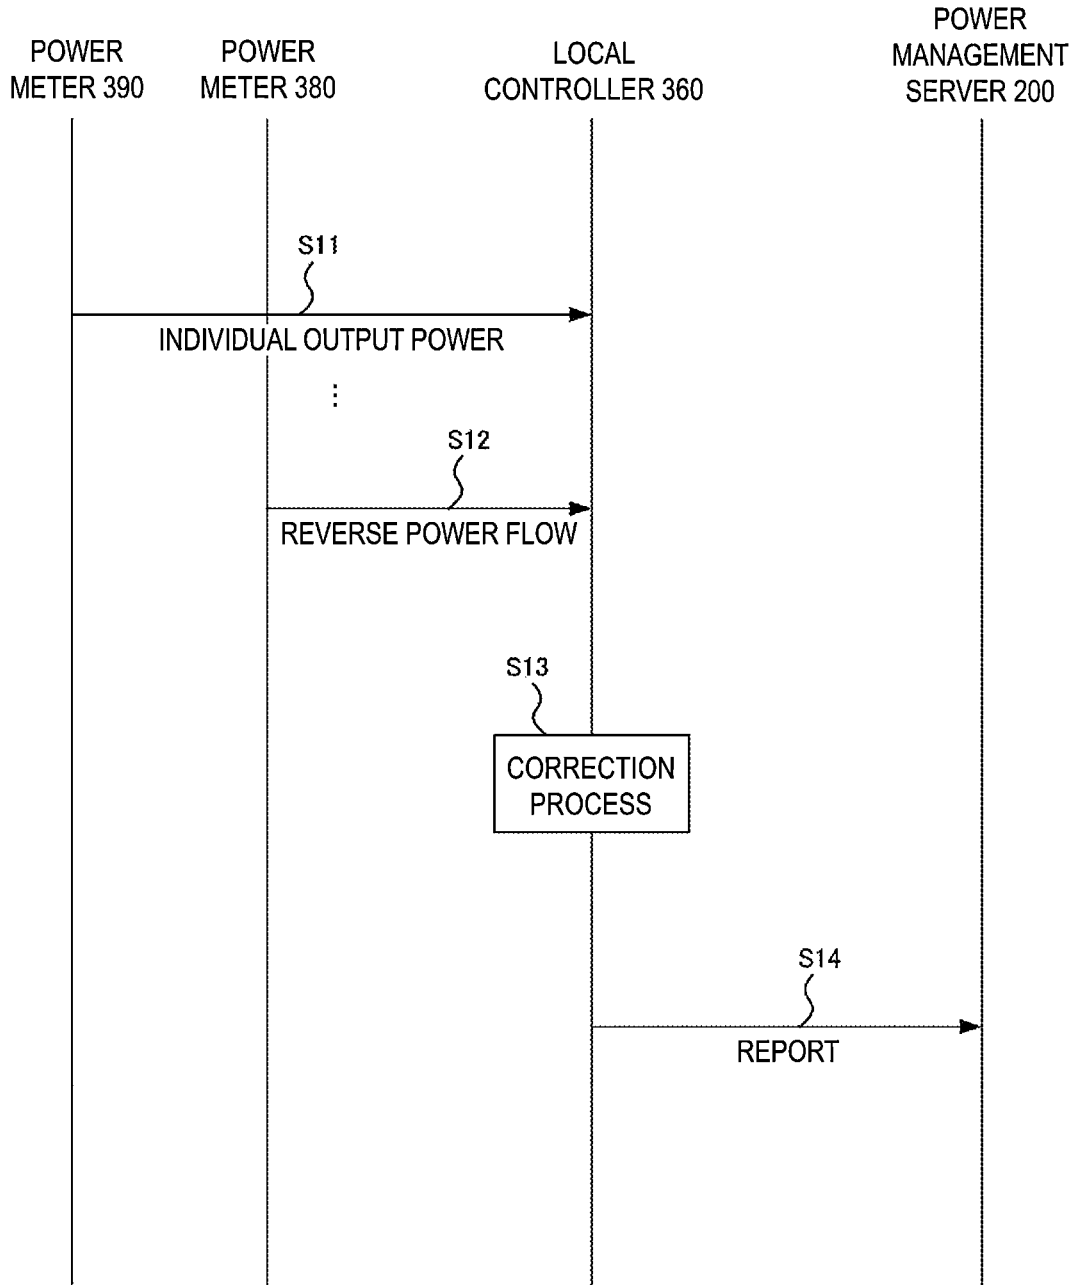 POWER
METER 390
POWER
METER 380
LOCAL
CONTROLLER 360
POWER
MANAGEMENT
SERVER 200
S11
INDIVIDUAL OUTPUT POWER
⋮
S12
REVERSE POWER FLOW
S13
CORRECTION
PROCESS
S14
REPORT